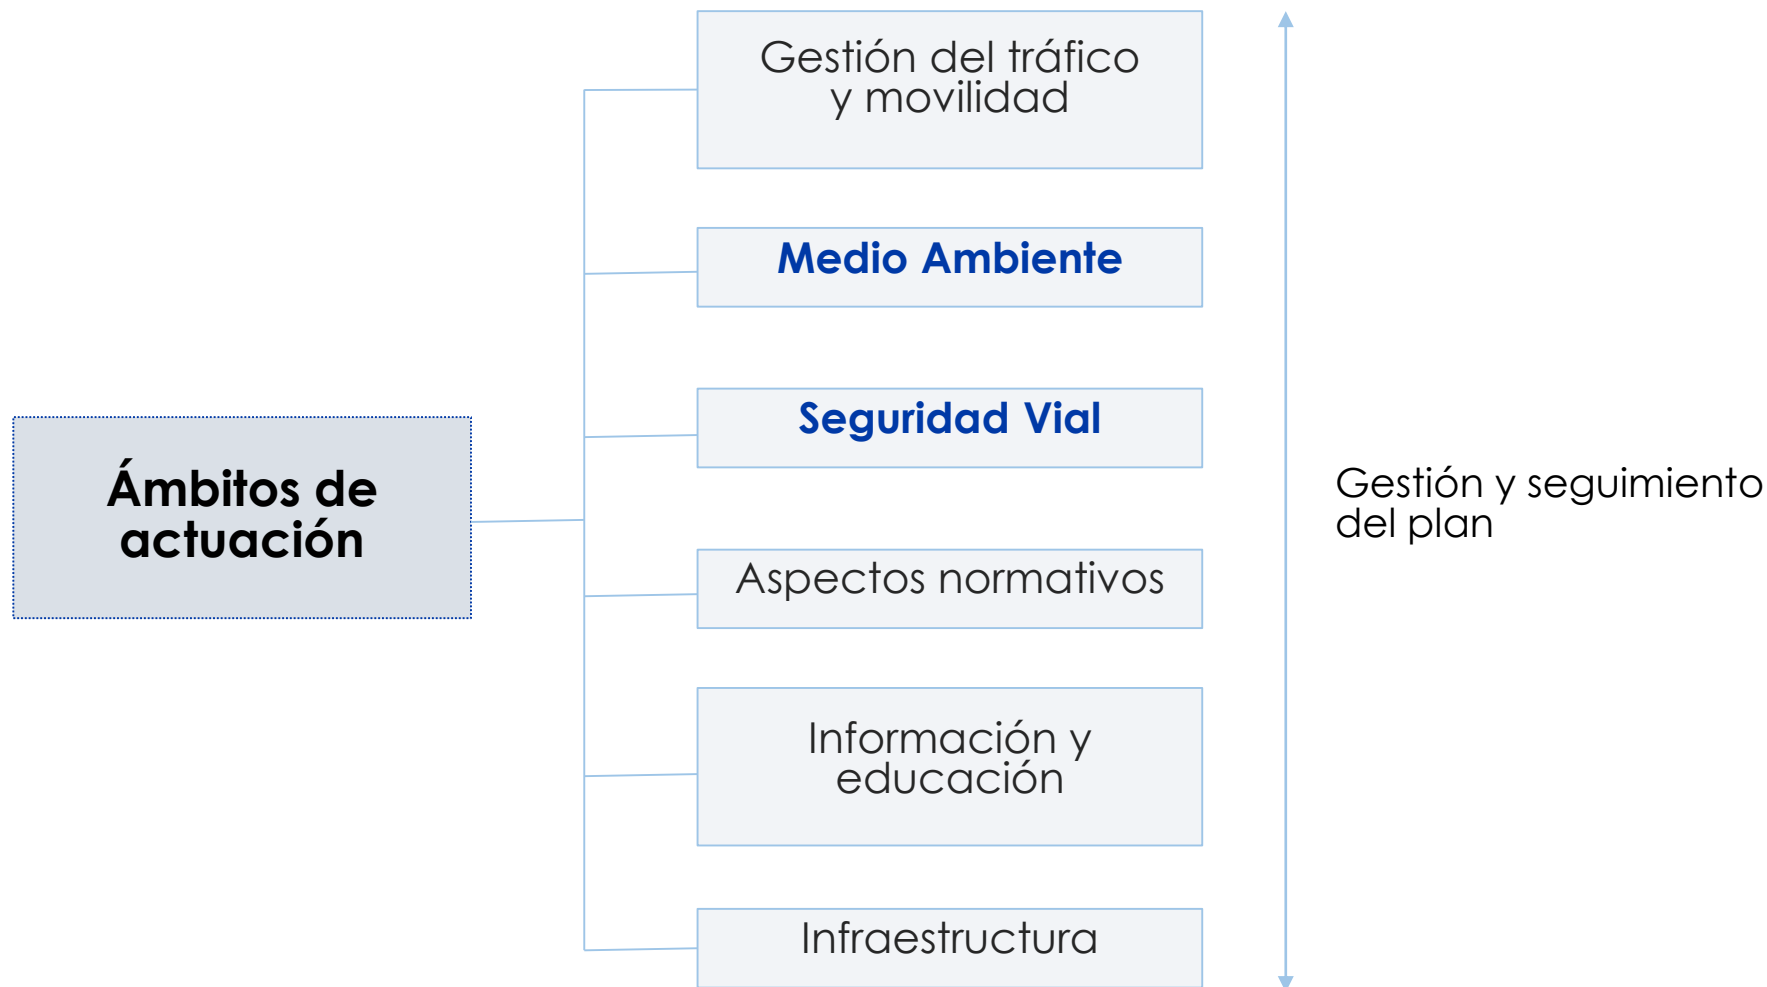 Gestión del tráfico
y movilidad
Medio Ambiente
Seguridad Vial
Ámbitos de
actuación
Aspectos normativos
Información y
educación
Infraestructura
Gestión y seguimiento
del plan